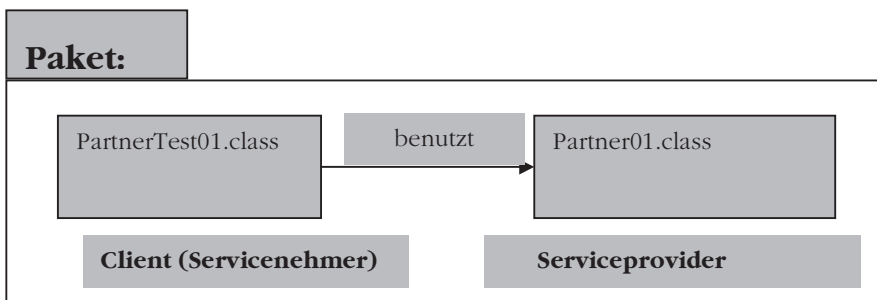 Paket:
PartnerTest01.class
benutzt
Partner01.class
Client (Servicenehmer)
Serviceprovider